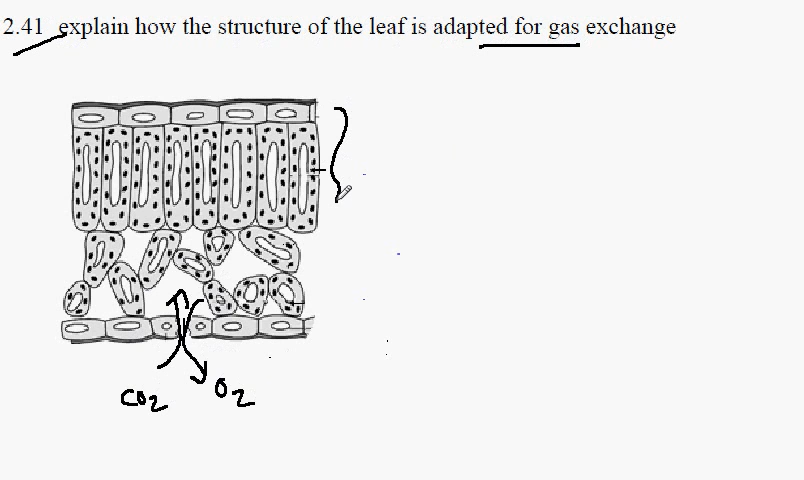 2.41 explain how the structure of the leaf is adapted for gas exchange
CO2
O2